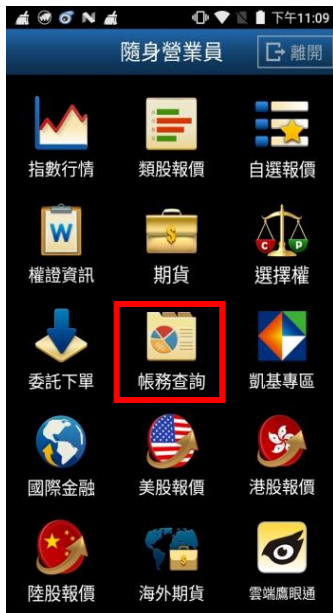 下午11:09
隨身營業員
離開
指數行情 類股報價 自選報價
W
$
C P
權證資訊 期貨 選擇權
委託下單 帳務查詢 凱基專區
國際金融 美股報價 港股報價
$
陸股報價 海外期貨 雲端鷹眼通